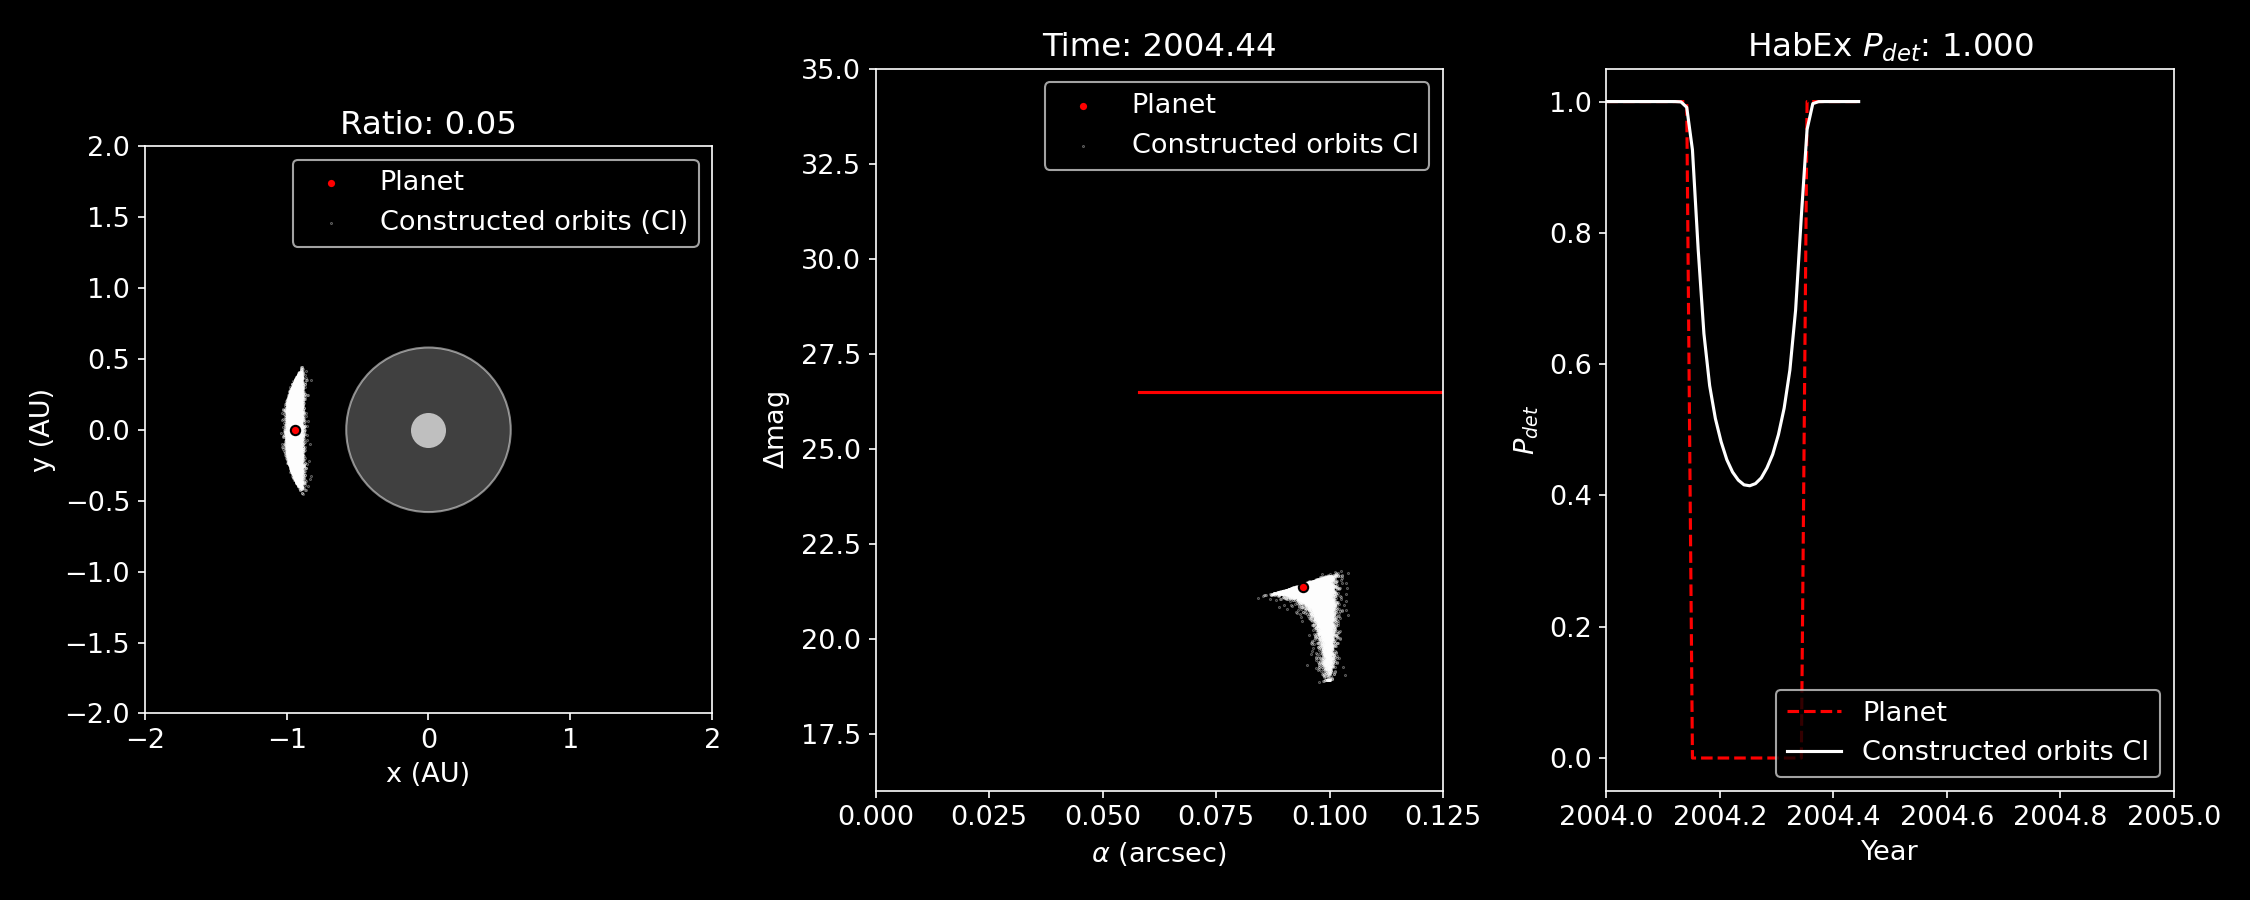 Ratio: 0.05
Planet
Constructed orbits (CI)
2.0
1.5
1.0
0.5
0.0
−0.5
−1.0
−1.5
−2.0
y (AU)
−2 −1 0 1 2
x (AU)
Time: 2004.44
Planet
Constructed orbits CI
35.0
32.5
30.0
27.5
25.0
22.5
20.0
17.5
Δmag
0.000 0.025 0.050 0.075 0.100 0.125
α (arcsec)
HabEx P_det: 1.000
1.0
0.8
0.6
0.4
0.2
0.0
P_det
Planet
Constructed orbits CI
2004.0 2004.2 2004.4 2004.6 2004.8 2005.0
Year